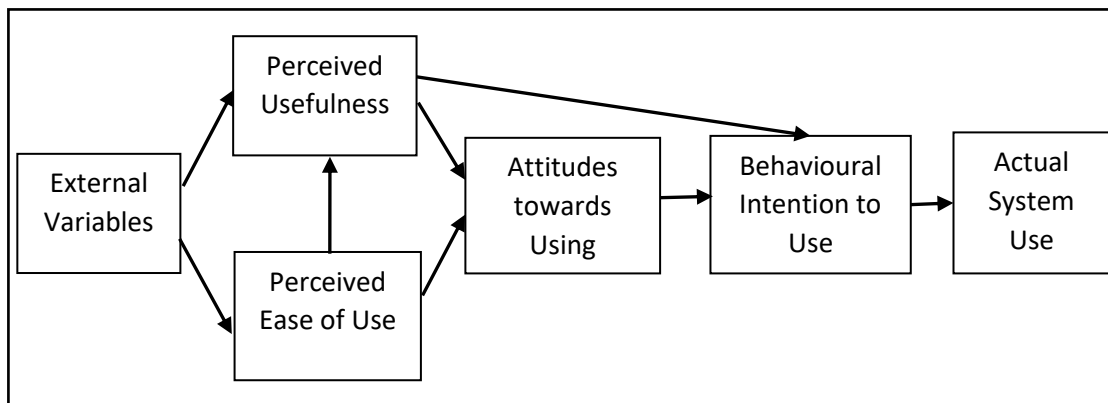 External
Variables
Perceived
Usefulness
Perceived
Ease of Use
Attitudes
towards
Using
Behavioural
Intention to
Use
Actual
System
Use